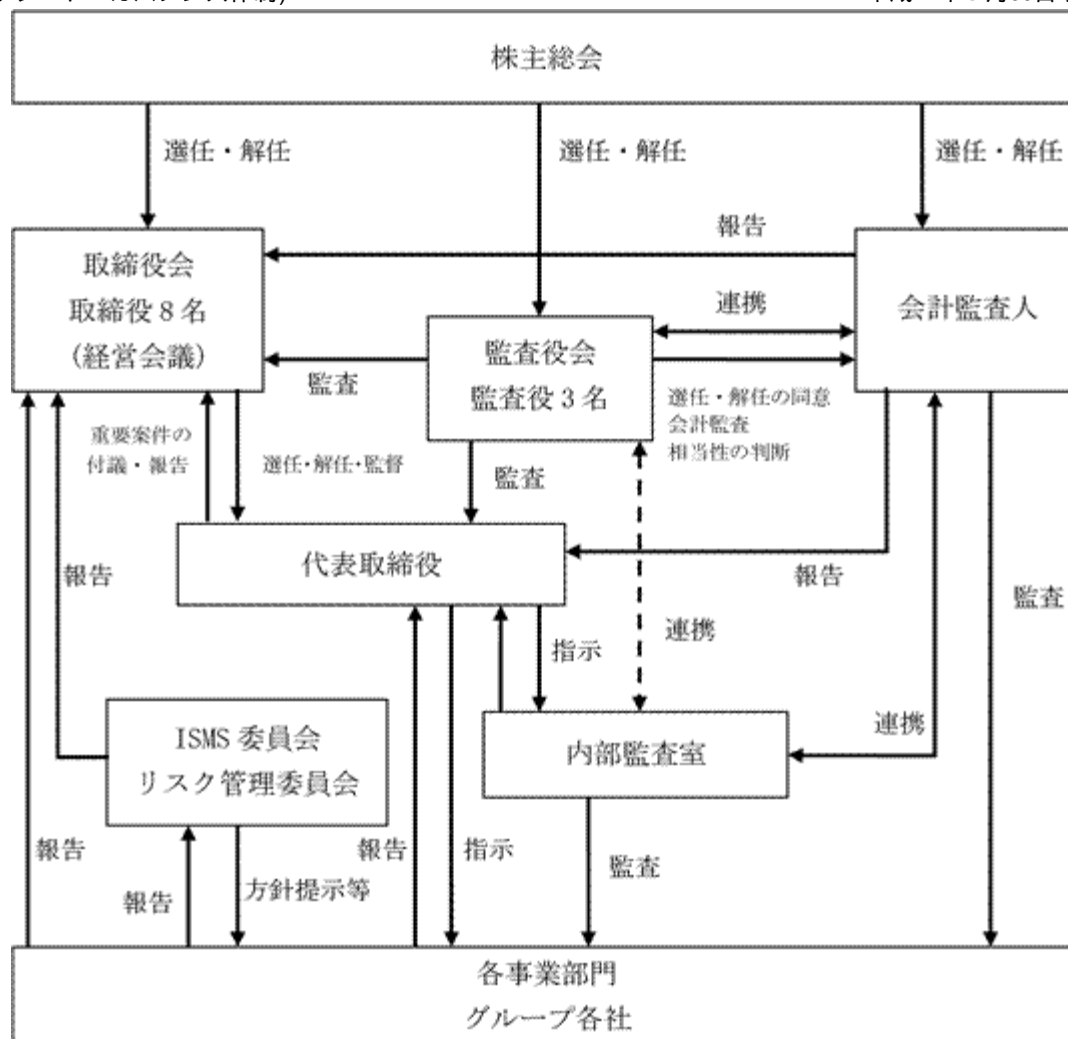 株主総会
選任・解任
選任・解任
選任・解任
報告
取締役会
取締役8名
(経営会議)
連携
会計監査人
監査役会
監査役3名
監査
選任・解任の同意
会計監査
相当性の判断
重要案件の
付議・報告
選任・解任・監督
監査
代表取締役
報告
報告
監査
連携
指示
ISMS 委員会
リスク管理委員会
内部監査室
連携
報告
報告
指示
監査
方針提示等
報告
各事業部門
グループ各社